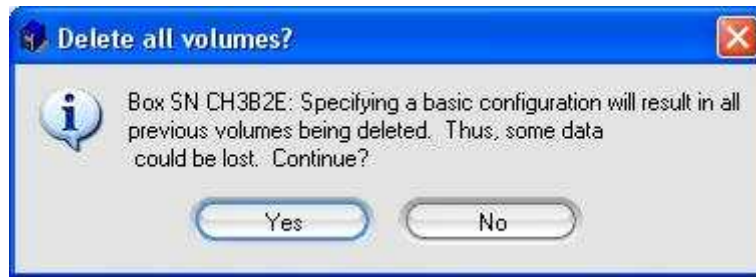 Delete all volumes?
Box SN CH3B2E: Specifying a basic configuration will result in all
previous volumes being deleted. Thus, some data
could be lost. Continue?
Yes No